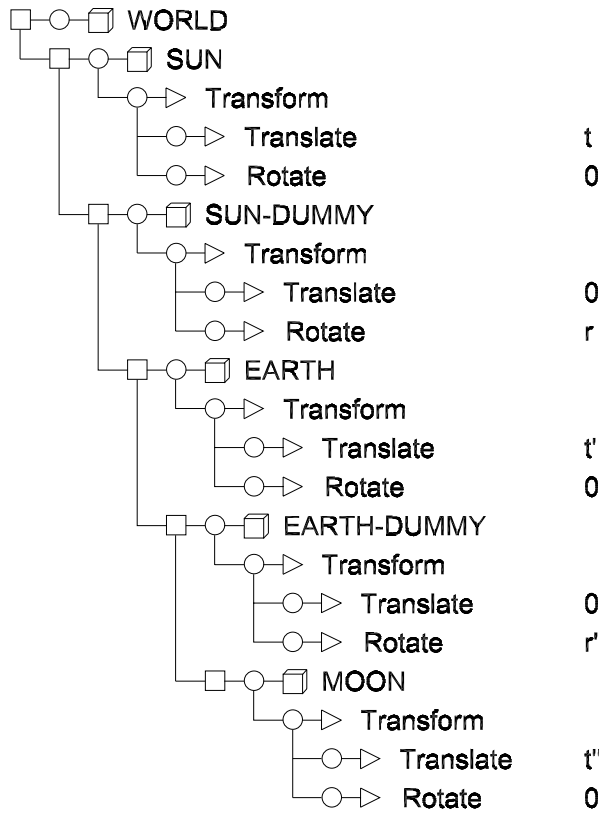 WORLD
SUN
Transform
Translate t
Rotate 0
SUN-DUMMY
Transform
Translate 0
Rotate r
EARTH
Transform
Translate t'
Rotate 0
EARTH-DUMMY
Transform
Translate 0
Rotate r'
MOON
Transform
Translate t"
Rotate 0